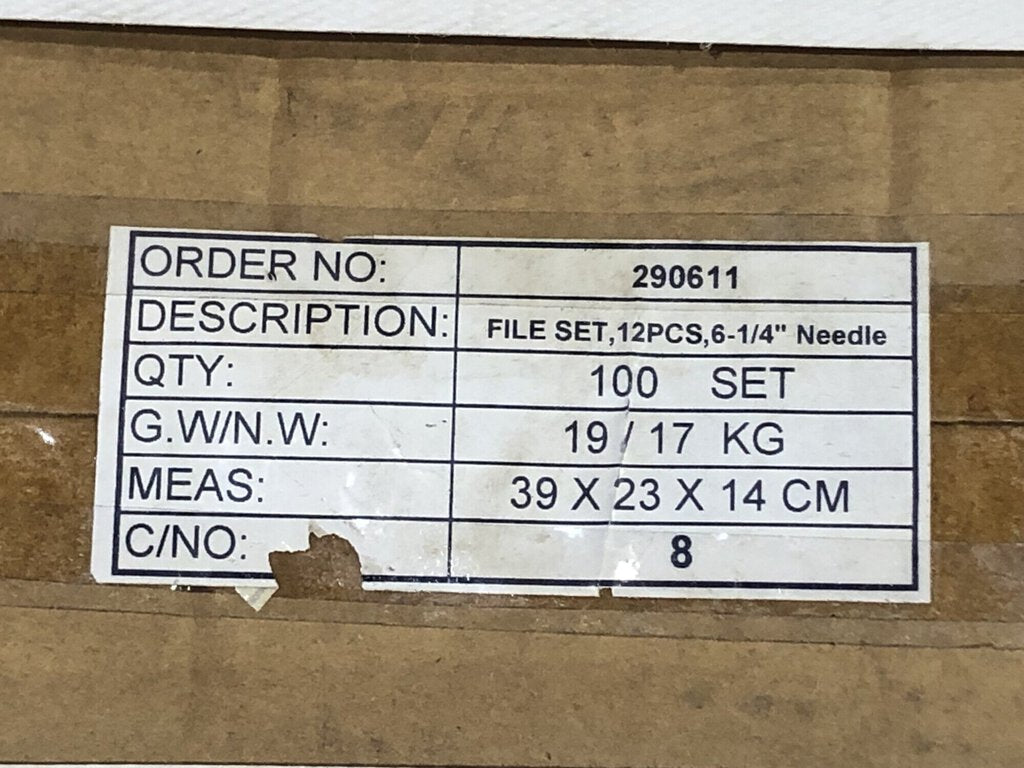 ORDER NO: 290611
DESCRIPTION: FILE SET,12PCS,6-1/4" Needle
QTY: 100 SET
G.W/N.W: 19 / 17 KG
MEAS: 39 X 23 X 14 CM
C/NO: 8